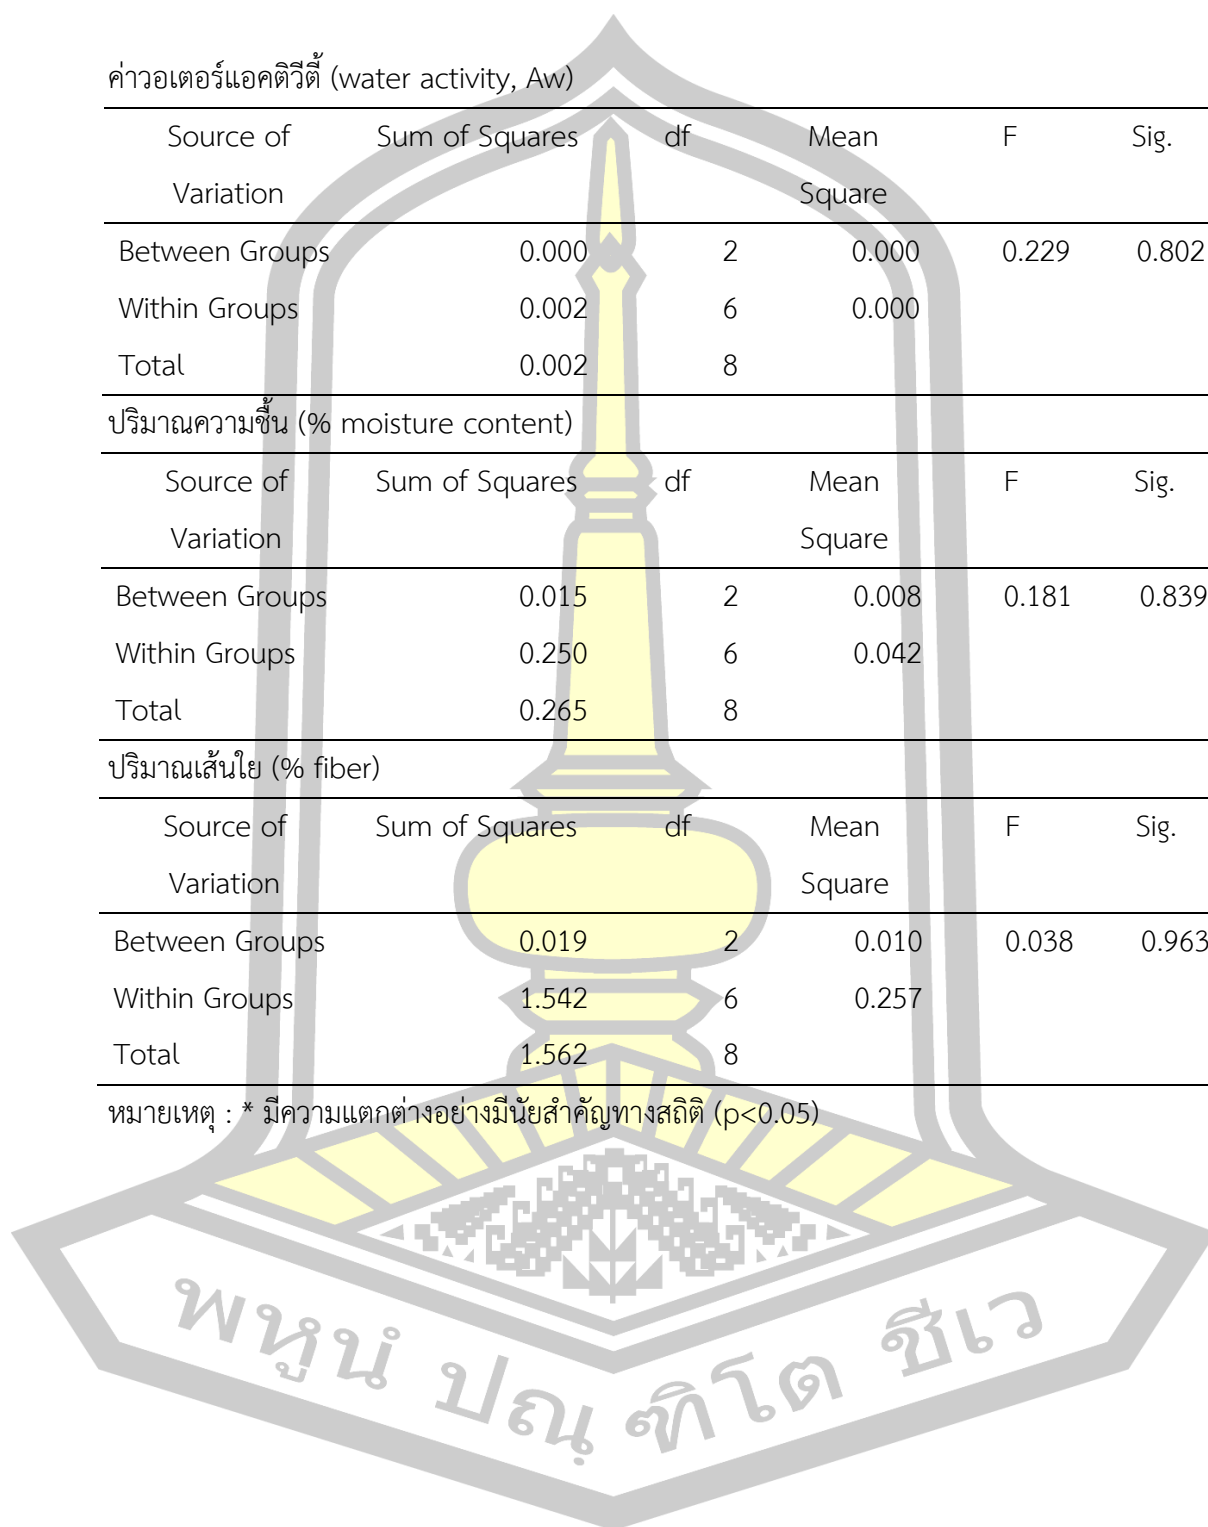 ค่าวอเตอร์แอคติวีตี้ (water activity, Aw)
Source of Sum of Squares df Mean F Sig.
Variation Square
Between Groups 0.000 2 0.000 0.229 0.802
Within Groups 0.002 6 0.000
Total 0.002 8
ปริมาณความชื้น (% moisture content)
Source of Sum of Squares df Mean F Sig.
Variation Square
Between Groups 0.015 2 0.008 0.181 0.839
Within Groups 0.250 6 0.042
Total 0.265 8
ปริมาณเส้นใย (% fiber)
Source of Sum of Squares df Mean F Sig.
Variation Square
Between Groups 0.019 2 0.010 0.038 0.963
Within Groups 1.542 6 0.257
Total 1.562 8
หมายเหตุ : * มีความแตกต่างอย่างมีนัยสำคัญทางสถิติ (p<0.05)
พหูนํ ปณฺฑิโต ชีเว